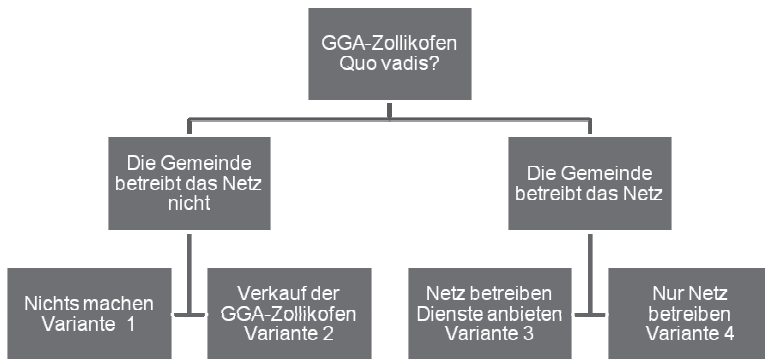 GGA-Zollikofen
Quo vadis?
Die Gemeinde
betreibt das Netz
nicht
Die Gemeinde
betreibt das Netz
Nichts machen
Variante 1
Verkauf der
GGA-Zollikofen
Variante 2
Netz betreiben
Dienste anbieten
Variante 3
Nur Netz
betreiben
Variante 4